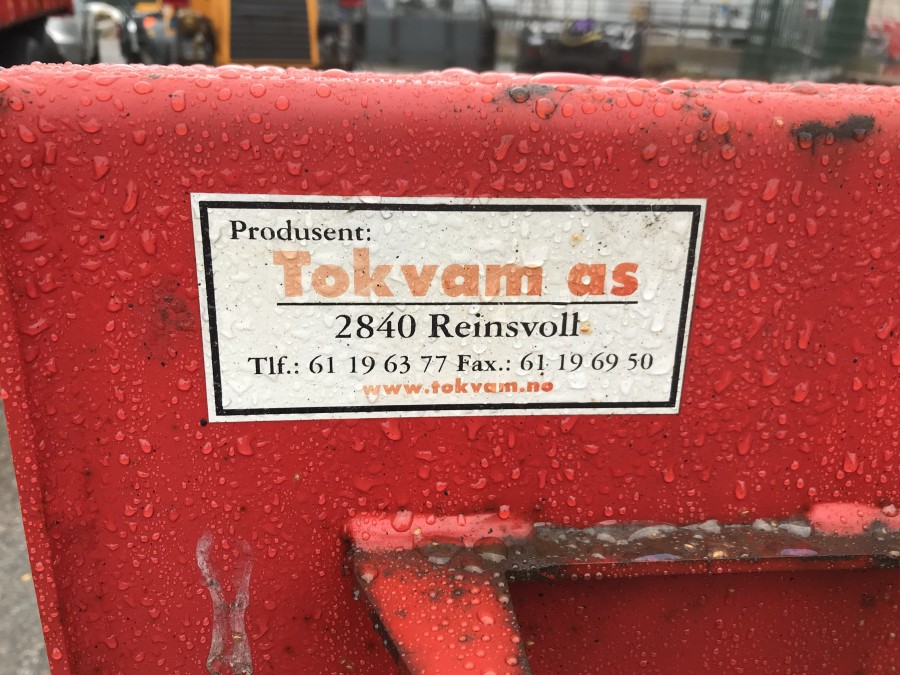 Produsent:
Tokvam as
2840 Reinsvoll
Tlf.: 61 19 63 77 Fax.: 61 19 69 50
www.tokvam.no